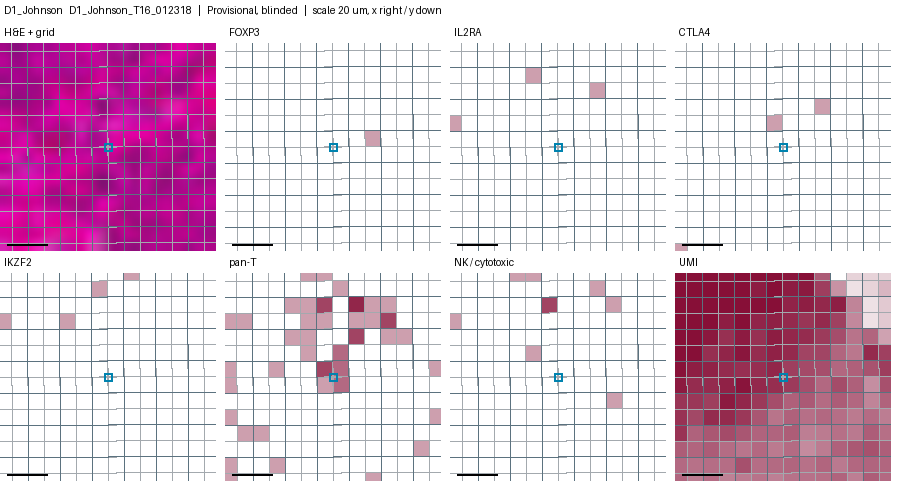 D1_Johnson D1_Johnson_T16_012318 | Provisional, blinded | scale 20 um, x right / y down
H&E + grid
FOXP3
IL2RA
CTLA4
IKZF2
pan-T
NK / cytotoxic
UMI